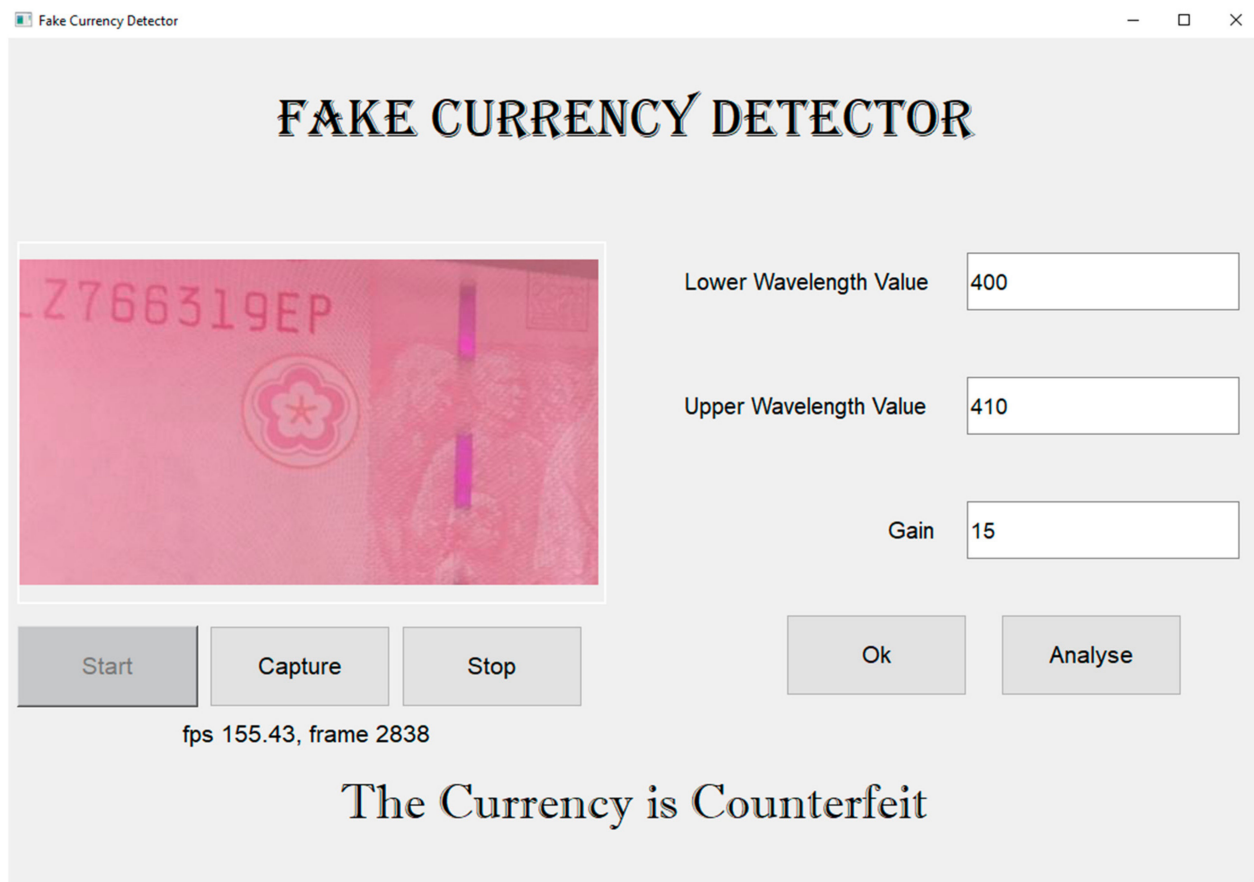 Fake Currency Detector
FAKE CURRENCY DETECTOR
Z766319EP
Lower Wavelength Value 400
Upper Wavelength Value 410
Gain 15
Start Capture Stop
Ok Analyse
fps 155.43, frame 2838
The Currency is Counterfeit